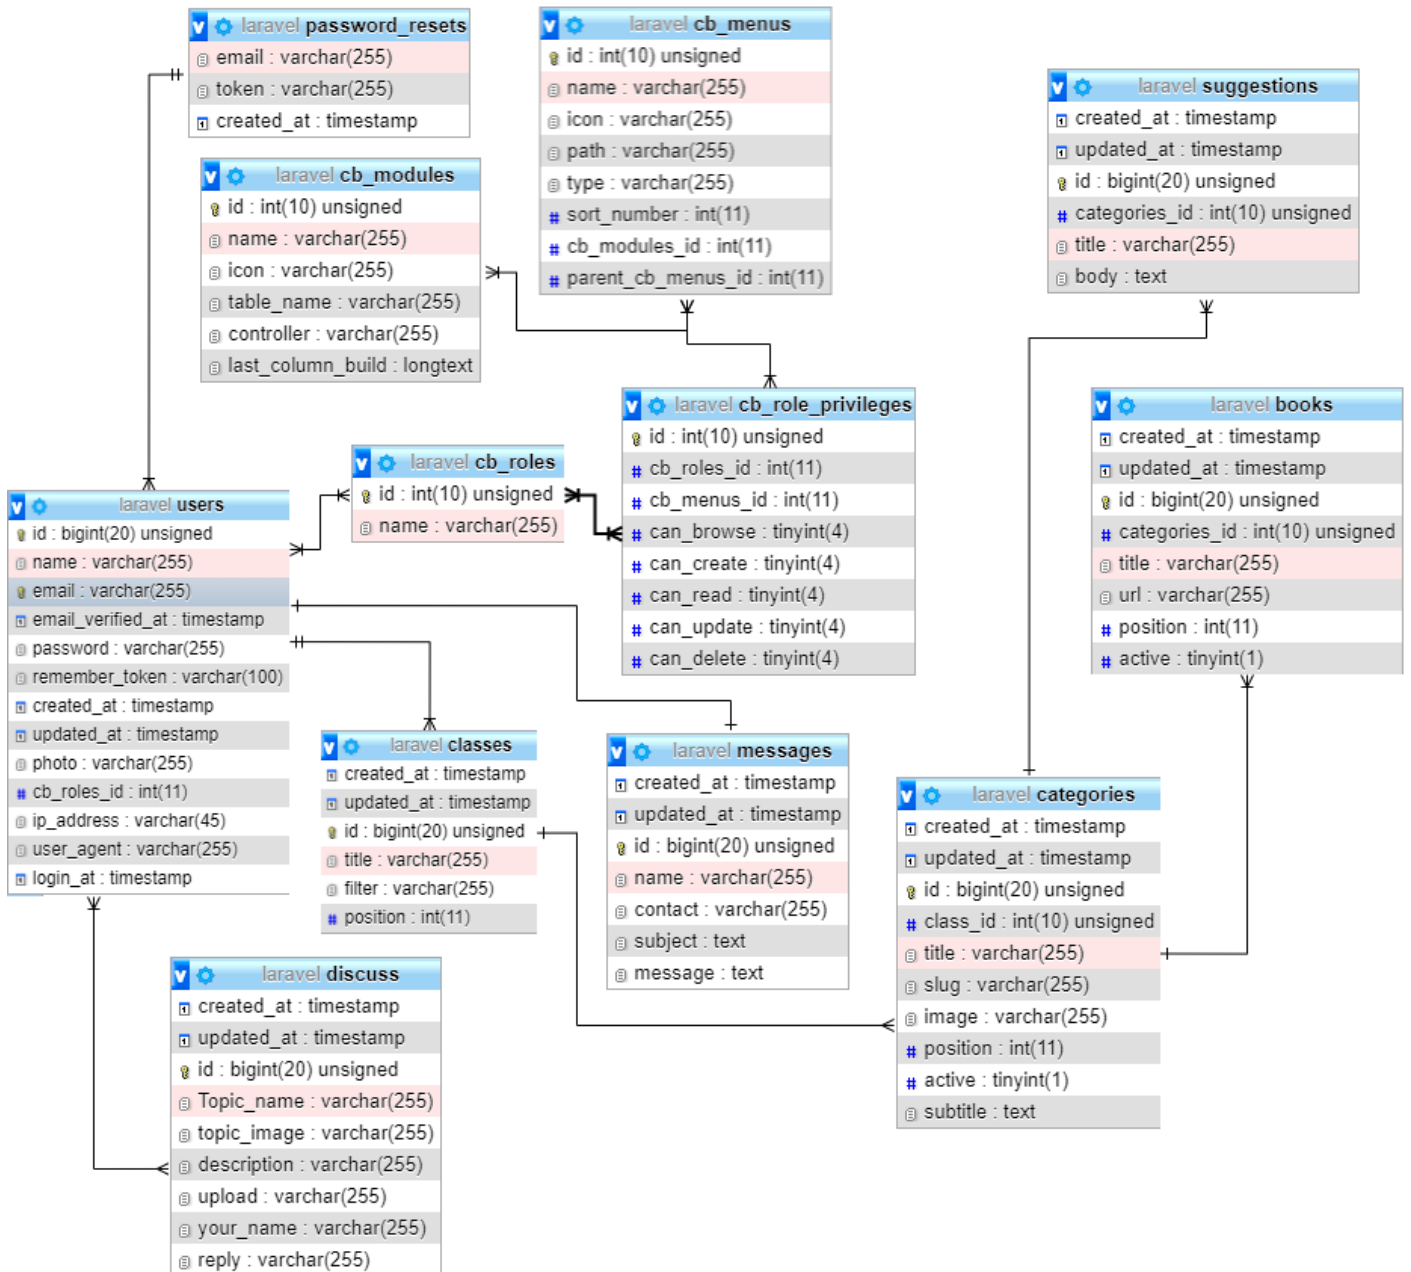 laravel password_resets
email : varchar(255)
token : varchar(255)
created_at : timestamp
laravel cb_menus
id : int(10) unsigned
name : varchar(255)
icon : varchar(255)
path : varchar(255)
type : varchar(255)
sort_number : int(11)
cb_modules_id : int(11)
parent_cb_menus_id : int(11)
laravel suggestions
created_at : timestamp
updated_at : timestamp
id : bigint(20) unsigned
categories_id : int(10) unsigned
title : varchar(255)
body : text
laravel cb_modules
id : int(10) unsigned
name : varchar(255)
icon : varchar(255)
table_name : varchar(255)
controller : varchar(255)
last_column_build : longtext
laravel cb_role_privileges
id : int(10) unsigned
cb_roles_id : int(11)
cb_menus_id : int(11)
can_browse : tinyint(4)
can_create : tinyint(4)
can_read : tinyint(4)
can_update : tinyint(4)
can_delete : tinyint(4)
laravel books
created_at : timestamp
updated_at : timestamp
id : bigint(20) unsigned
categories_id : int(10) unsigned
title : varchar(255)
url : varchar(255)
position : int(11)
active : tinyint(1)
laravel cb_roles
id : int(10) unsigned
name : varchar(255)
laravel users
id : bigint(20) unsigned
name : varchar(255)
email : varchar(255)
email_verified_at : timestamp
password : varchar(255)
remember_token : varchar(100)
created_at : timestamp
updated_at : timestamp
photo : varchar(255)
cb_roles_id : int(11)
ip_address : varchar(45)
user_agent : varchar(255)
login_at : timestamp
laravel classes
created_at : timestamp
updated_at : timestamp
id : bigint(20) unsigned
title : varchar(255)
filter : varchar(255)
position : int(11)
laravel messages
created_at : timestamp
updated_at : timestamp
id : bigint(20) unsigned
name : varchar(255)
contact : varchar(255)
subject : text
message : text
laravel categories
created_at : timestamp
updated_at : timestamp
id : bigint(20) unsigned
class_id : int(10) unsigned
title : varchar(255)
slug : varchar(255)
image : varchar(255)
position : int(11)
active : tinyint(1)
subtitle : text
laravel discuss
created_at : timestamp
updated_at : timestamp
id : bigint(20) unsigned
Topic_name : varchar(255)
topic_image : varchar(255)
description : varchar(255)
upload : varchar(255)
your_name : varchar(255)
reply : varchar(255)